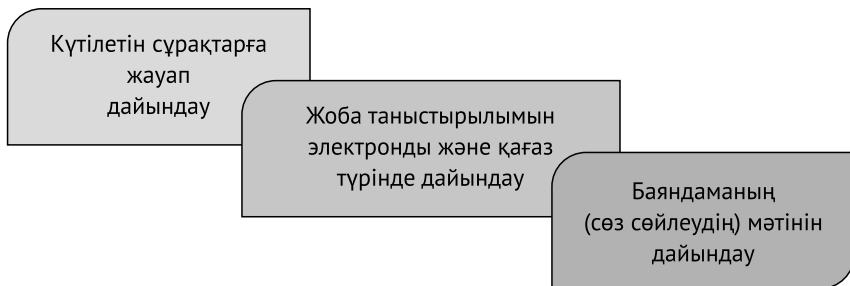 Күтілетін сұрақтарға
жауап
дайындау
Жоба таныстырылымын
электронды және қағаз
түрінде дайындау
Баяндаманың
(сөз сөйлеудің) мәтінін
дайындау